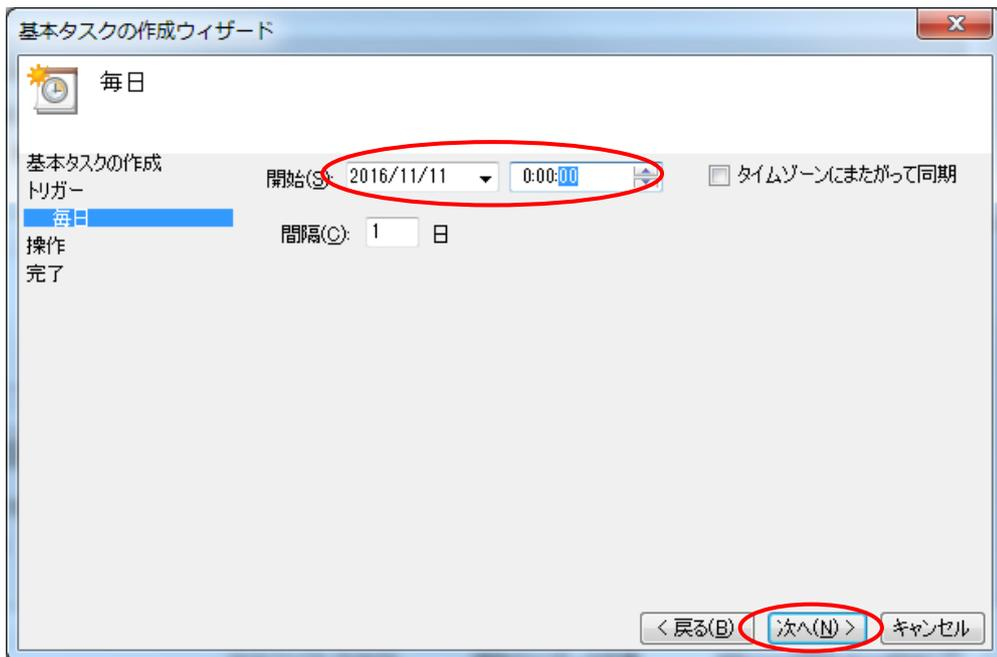 基本タスクの作成ウィザード
毎日
基本タスクの作成
トリガー
毎日
操作
完了
開始(S): 2016/11/11 0:00:00 タイムゾーンにまたがって同期
間隔(C): 1 日
< 戻る(B) 次へ(N) > キャンセル